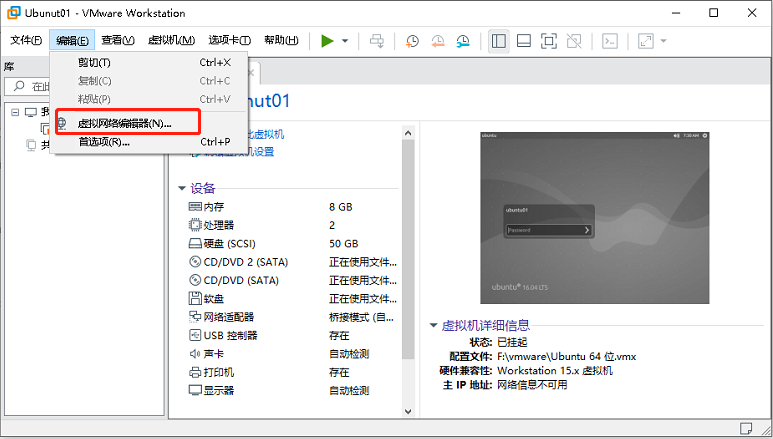 Ubunut01 - VMware Workstation
文件(F) 编辑(E) 查看(V) 虚拟机(M) 选项卡(T) 帮助(H)
库
剪切(T) Ctrl+X
复制(C) Ctrl+C
粘贴(P) Ctrl+V
虚拟网络编辑器(N)...
首选项(R)... Ctrl+P
在此
nut01
此虚拟机
虚拟机设置
设备
内存 8 GB
处理器 2
硬盘 (SCSI) 50 GB
CD/DVD 2 (SATA) 正在使用文件...
CD/DVD (SATA) 正在使用文件...
软盘 正在使用文件...
网络适配器 桥接模式 (自...
USB 控制器 存在
声卡 自动检测
打印机 存在
显示器 自动检测
ubuntu01
Password
ubuntu® 16.04 LTS
虚拟机详细信息
状态: 已挂起
配置文件: F:\vmware\Ubuntu 64 位.vmx
硬件兼容性: Workstation 15.x 虚拟机
主 IP 地址: 网络信息不可用